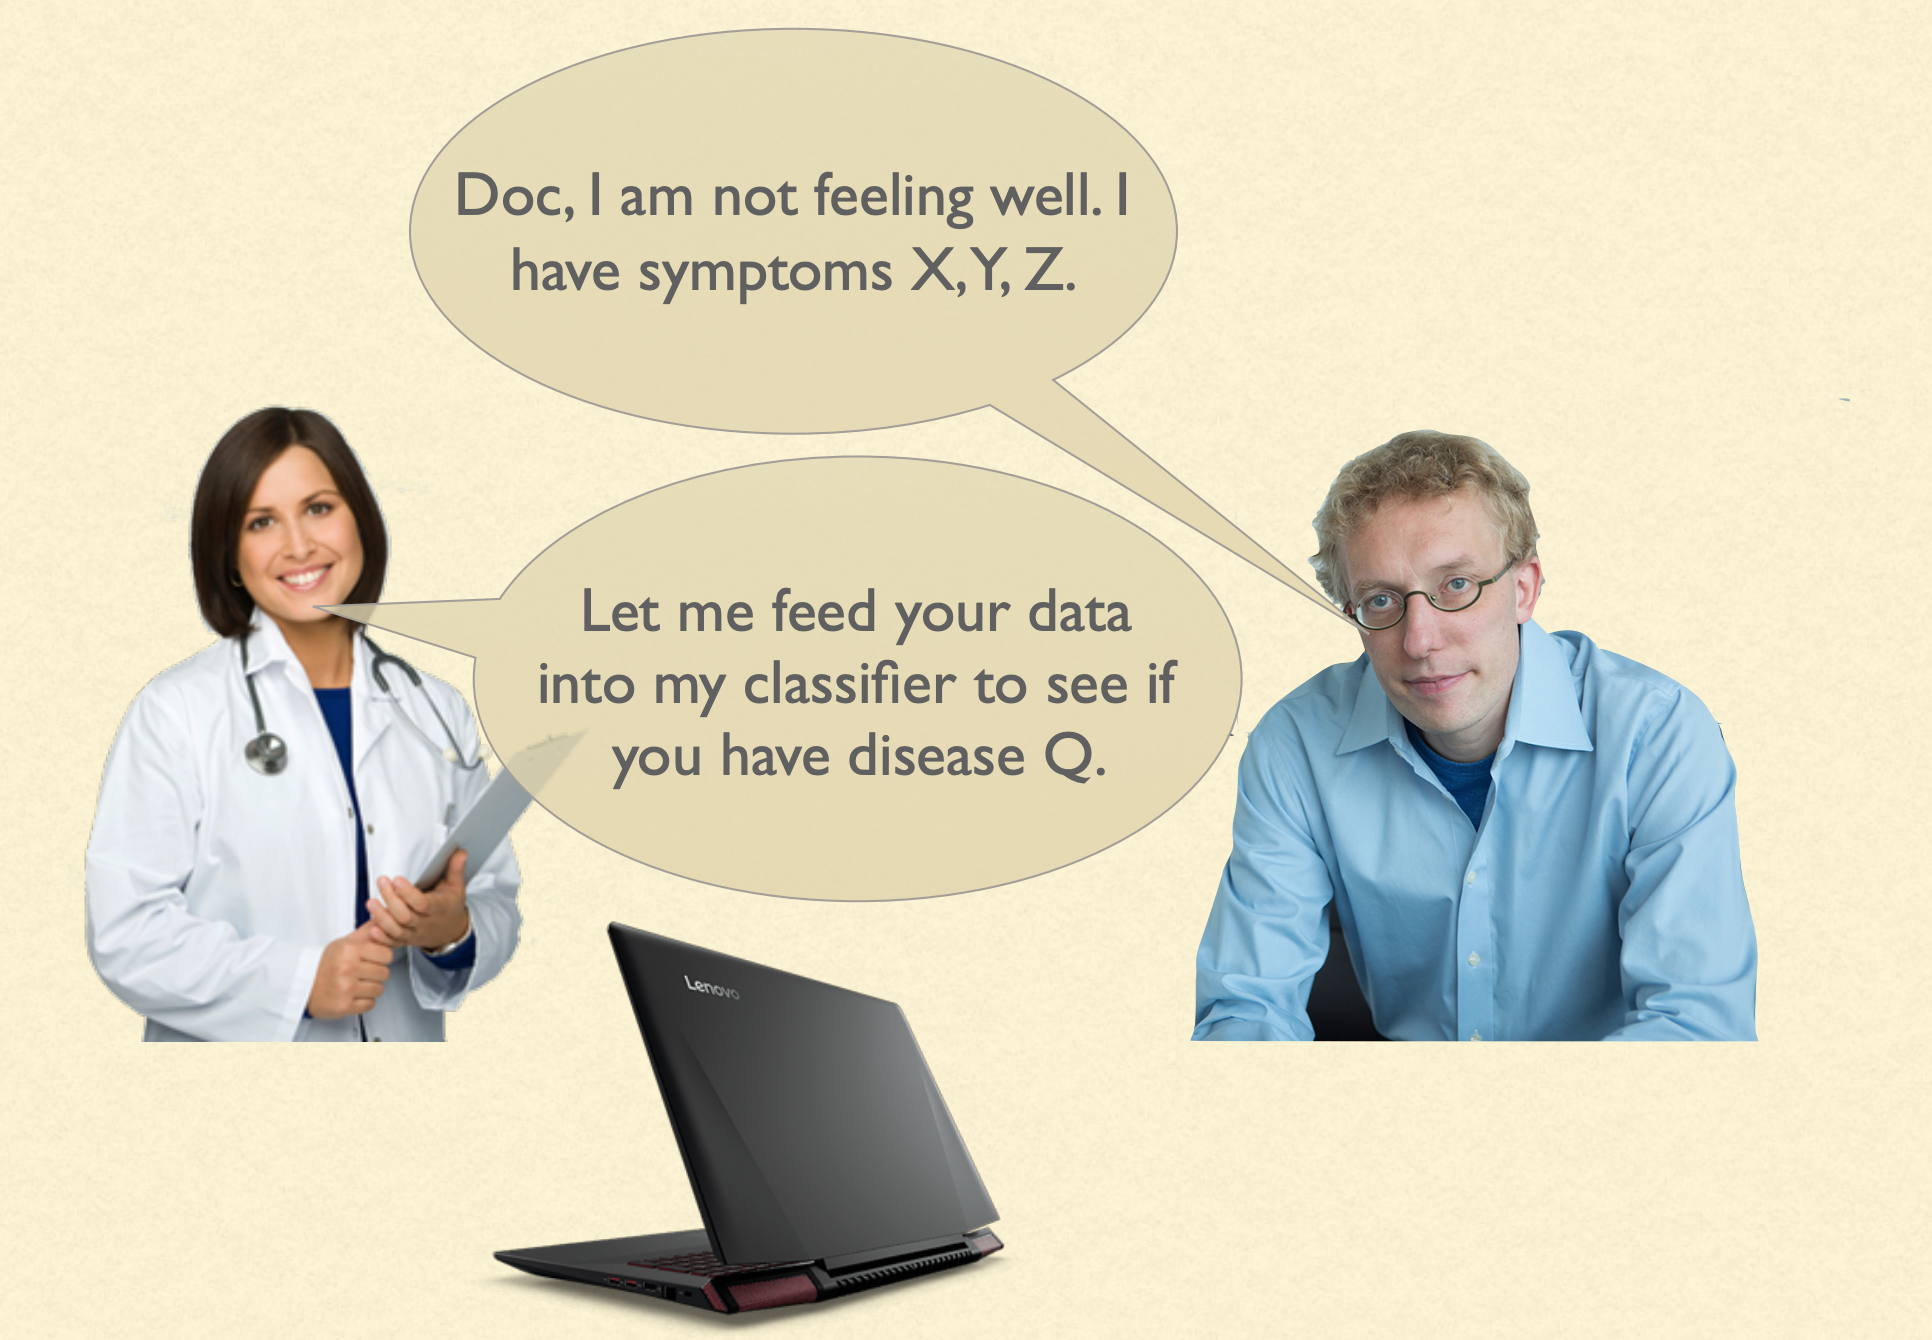 Doc, I am not feeling well. I
have symptoms X, Y, Z.
Let me feed your data
into my classifier to see if
you have disease Q.
Lenovo